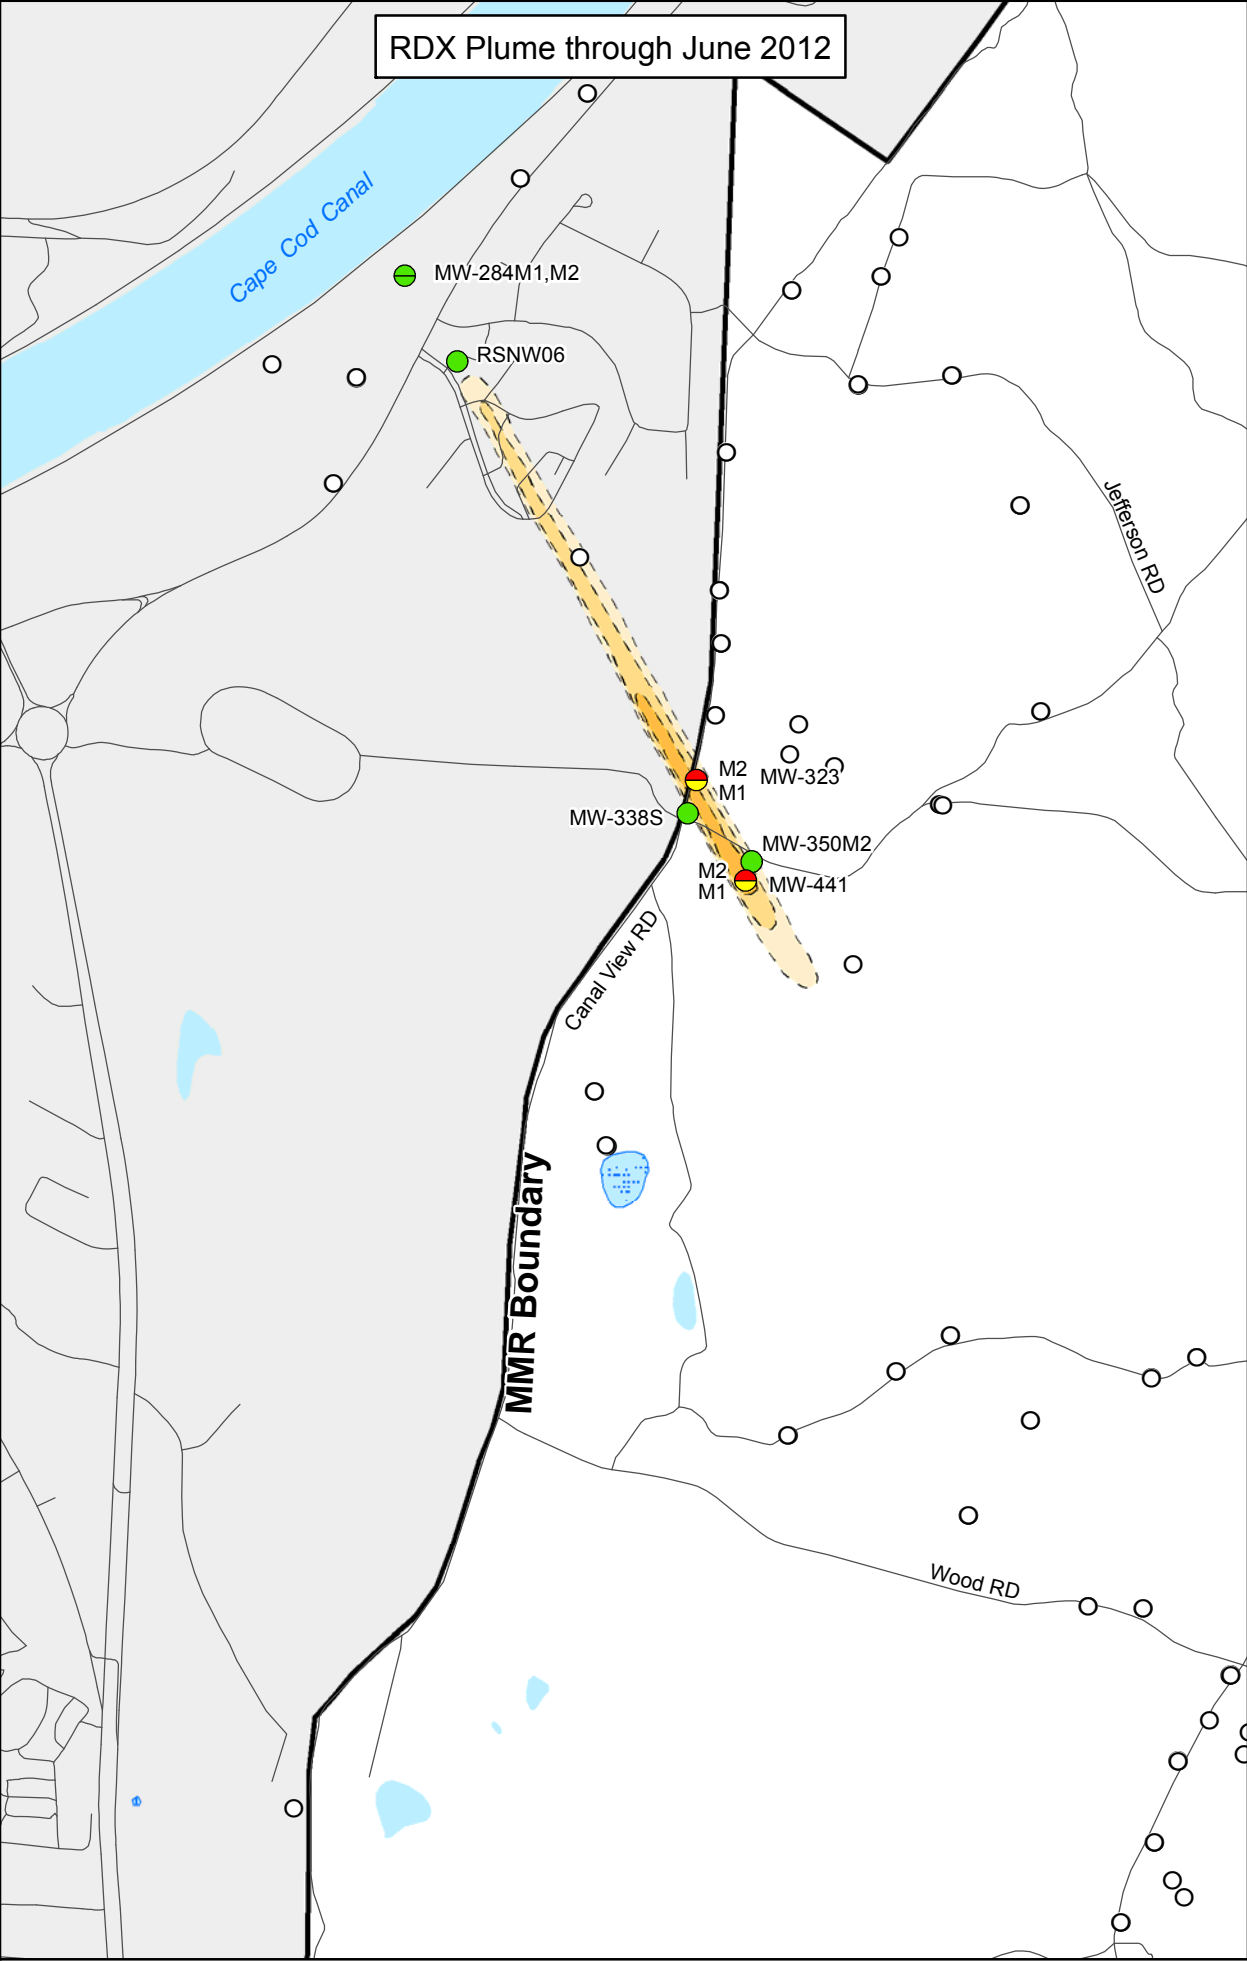 RDX Plume through June 2012
Cape Cod Canal
MW-284M1,M2
RSNW06
Jefferson RD
M2
M1
MW-323
MW-338S
MW-350M2
M2
M1
MW-441
Canal View RD
MMR Boundary
Wood RD